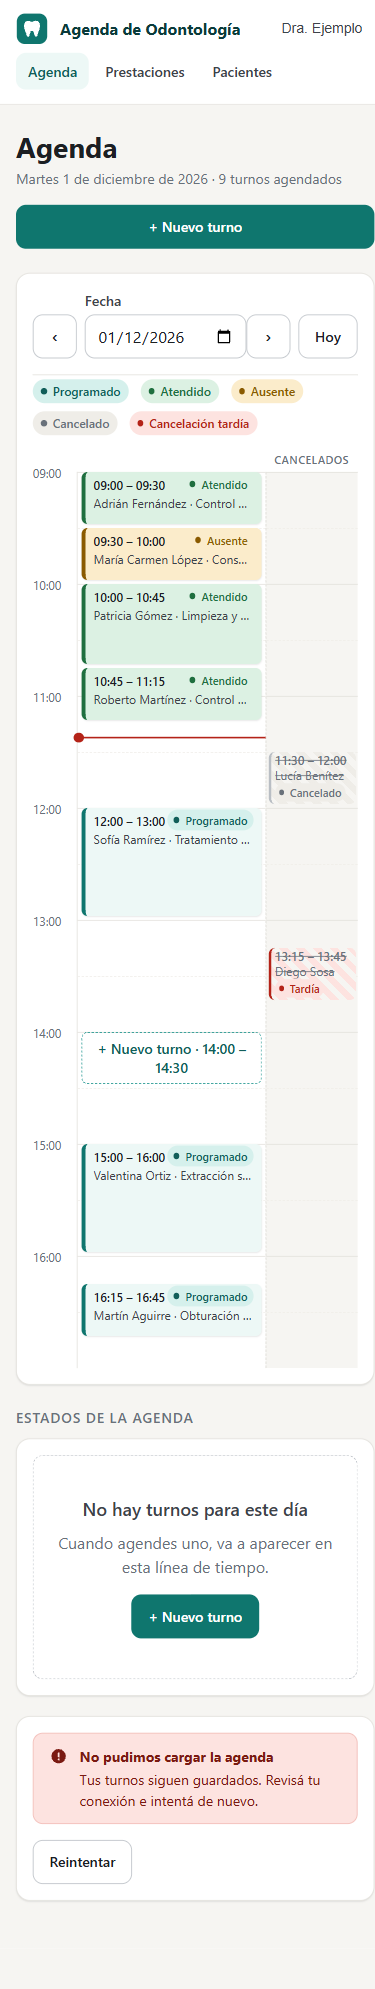 Agenda de Odontología
Dra. Ejemplo
Agenda
Prestaciones
Pacientes
Agenda
Martes 1 de diciembre de 2026 · 9 turnos agendados
+ Nuevo turno
Fecha
‹
01/12/2026
›
Hoy
Programado
Atendido
Ausente
Cancelado
Cancelación tardía
CANCELADOS
09:00
09:00 – 09:30
Atendido
Adrián Fernández · Control ...
09:30 – 10:00
Ausente
María Carmen López · Cons...
10:00
10:00 – 10:45
Atendido
Patricia Gómez · Limpieza y ...
10:45 – 11:15
Atendido
Roberto Martínez · Control ...
11:00
11:30 – 12:00
Lucía Benítez
Cancelado
12:00
12:00 – 13:00
Programado
Sofía Ramírez · Tratamiento ...
13:00
13:15 – 13:45
Diego Sosa
Tardía
14:00
+ Nuevo turno · 14:00 –
14:30
15:00
15:00 – 16:00
Programado
Valentina Ortiz · Extracción s...
16:00
16:15 – 16:45
Programado
Martín Aguirre · Obturación ...
ESTADOS DE LA AGENDA
No hay turnos para este día
Cuando agendes uno, va a aparecer en
esta línea de tiempo.
+ Nuevo turno
No pudimos cargar la agenda
Tus turnos siguen guardados. Revisá tu
conexión e intentá de nuevo.
Reintentar